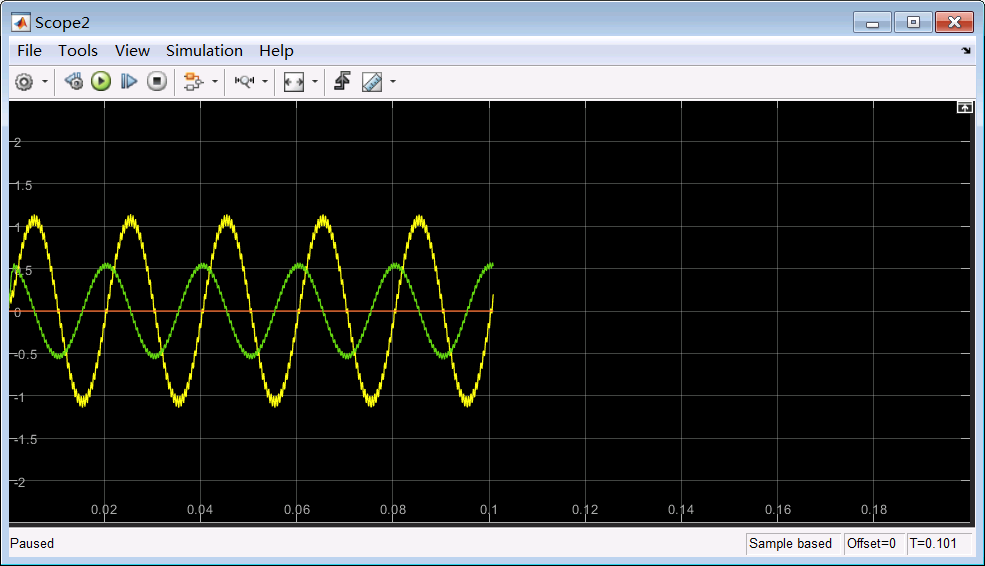 Scope2
File Tools View Simulation Help
2
1.5
1
0.5
0
-0.5
-1
-1.5
-2
0.02 0.04 0.06 0.08 0.1 0.12 0.14 0.16 0.18
Paused Sample based Offset=0 T=0.101